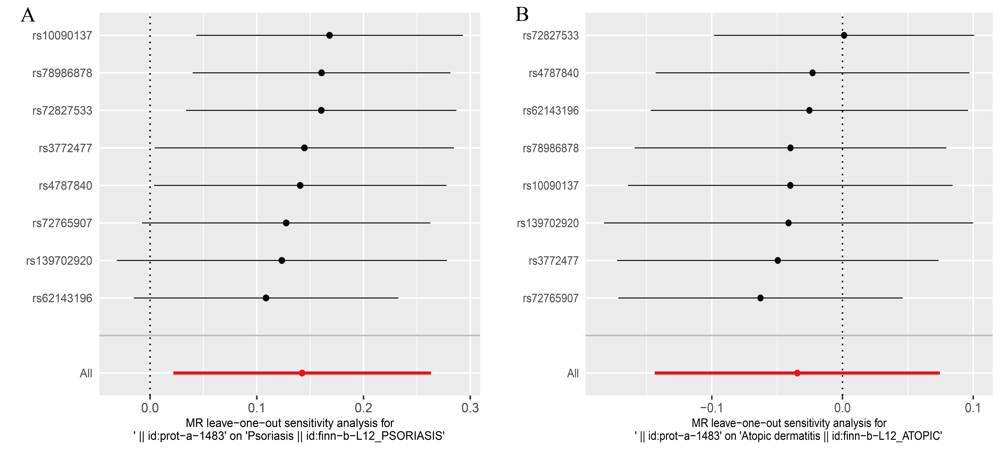 A
rs10090137
rs78986878
rs72827533
rs3772477
rs4787840
rs72765907
rs139702920
rs62143196
All
0.0 0.1 0.2 0.3
MR leave−one−out sensitivity analysis for
' || id:prot−a−1483' on 'Psoriasis || id:finn−b−L12_PSORIASIS'
B
rs72827533
rs4787840
rs62143196
rs78986878
rs10090137
rs139702920
rs3772477
rs72765907
All
−0.1 0.0 0.1
MR leave−one−out sensitivity analysis for
' || id:prot−a−1483' on 'Atopic dermatitis || id:finn−b−L12_ATOPIC'